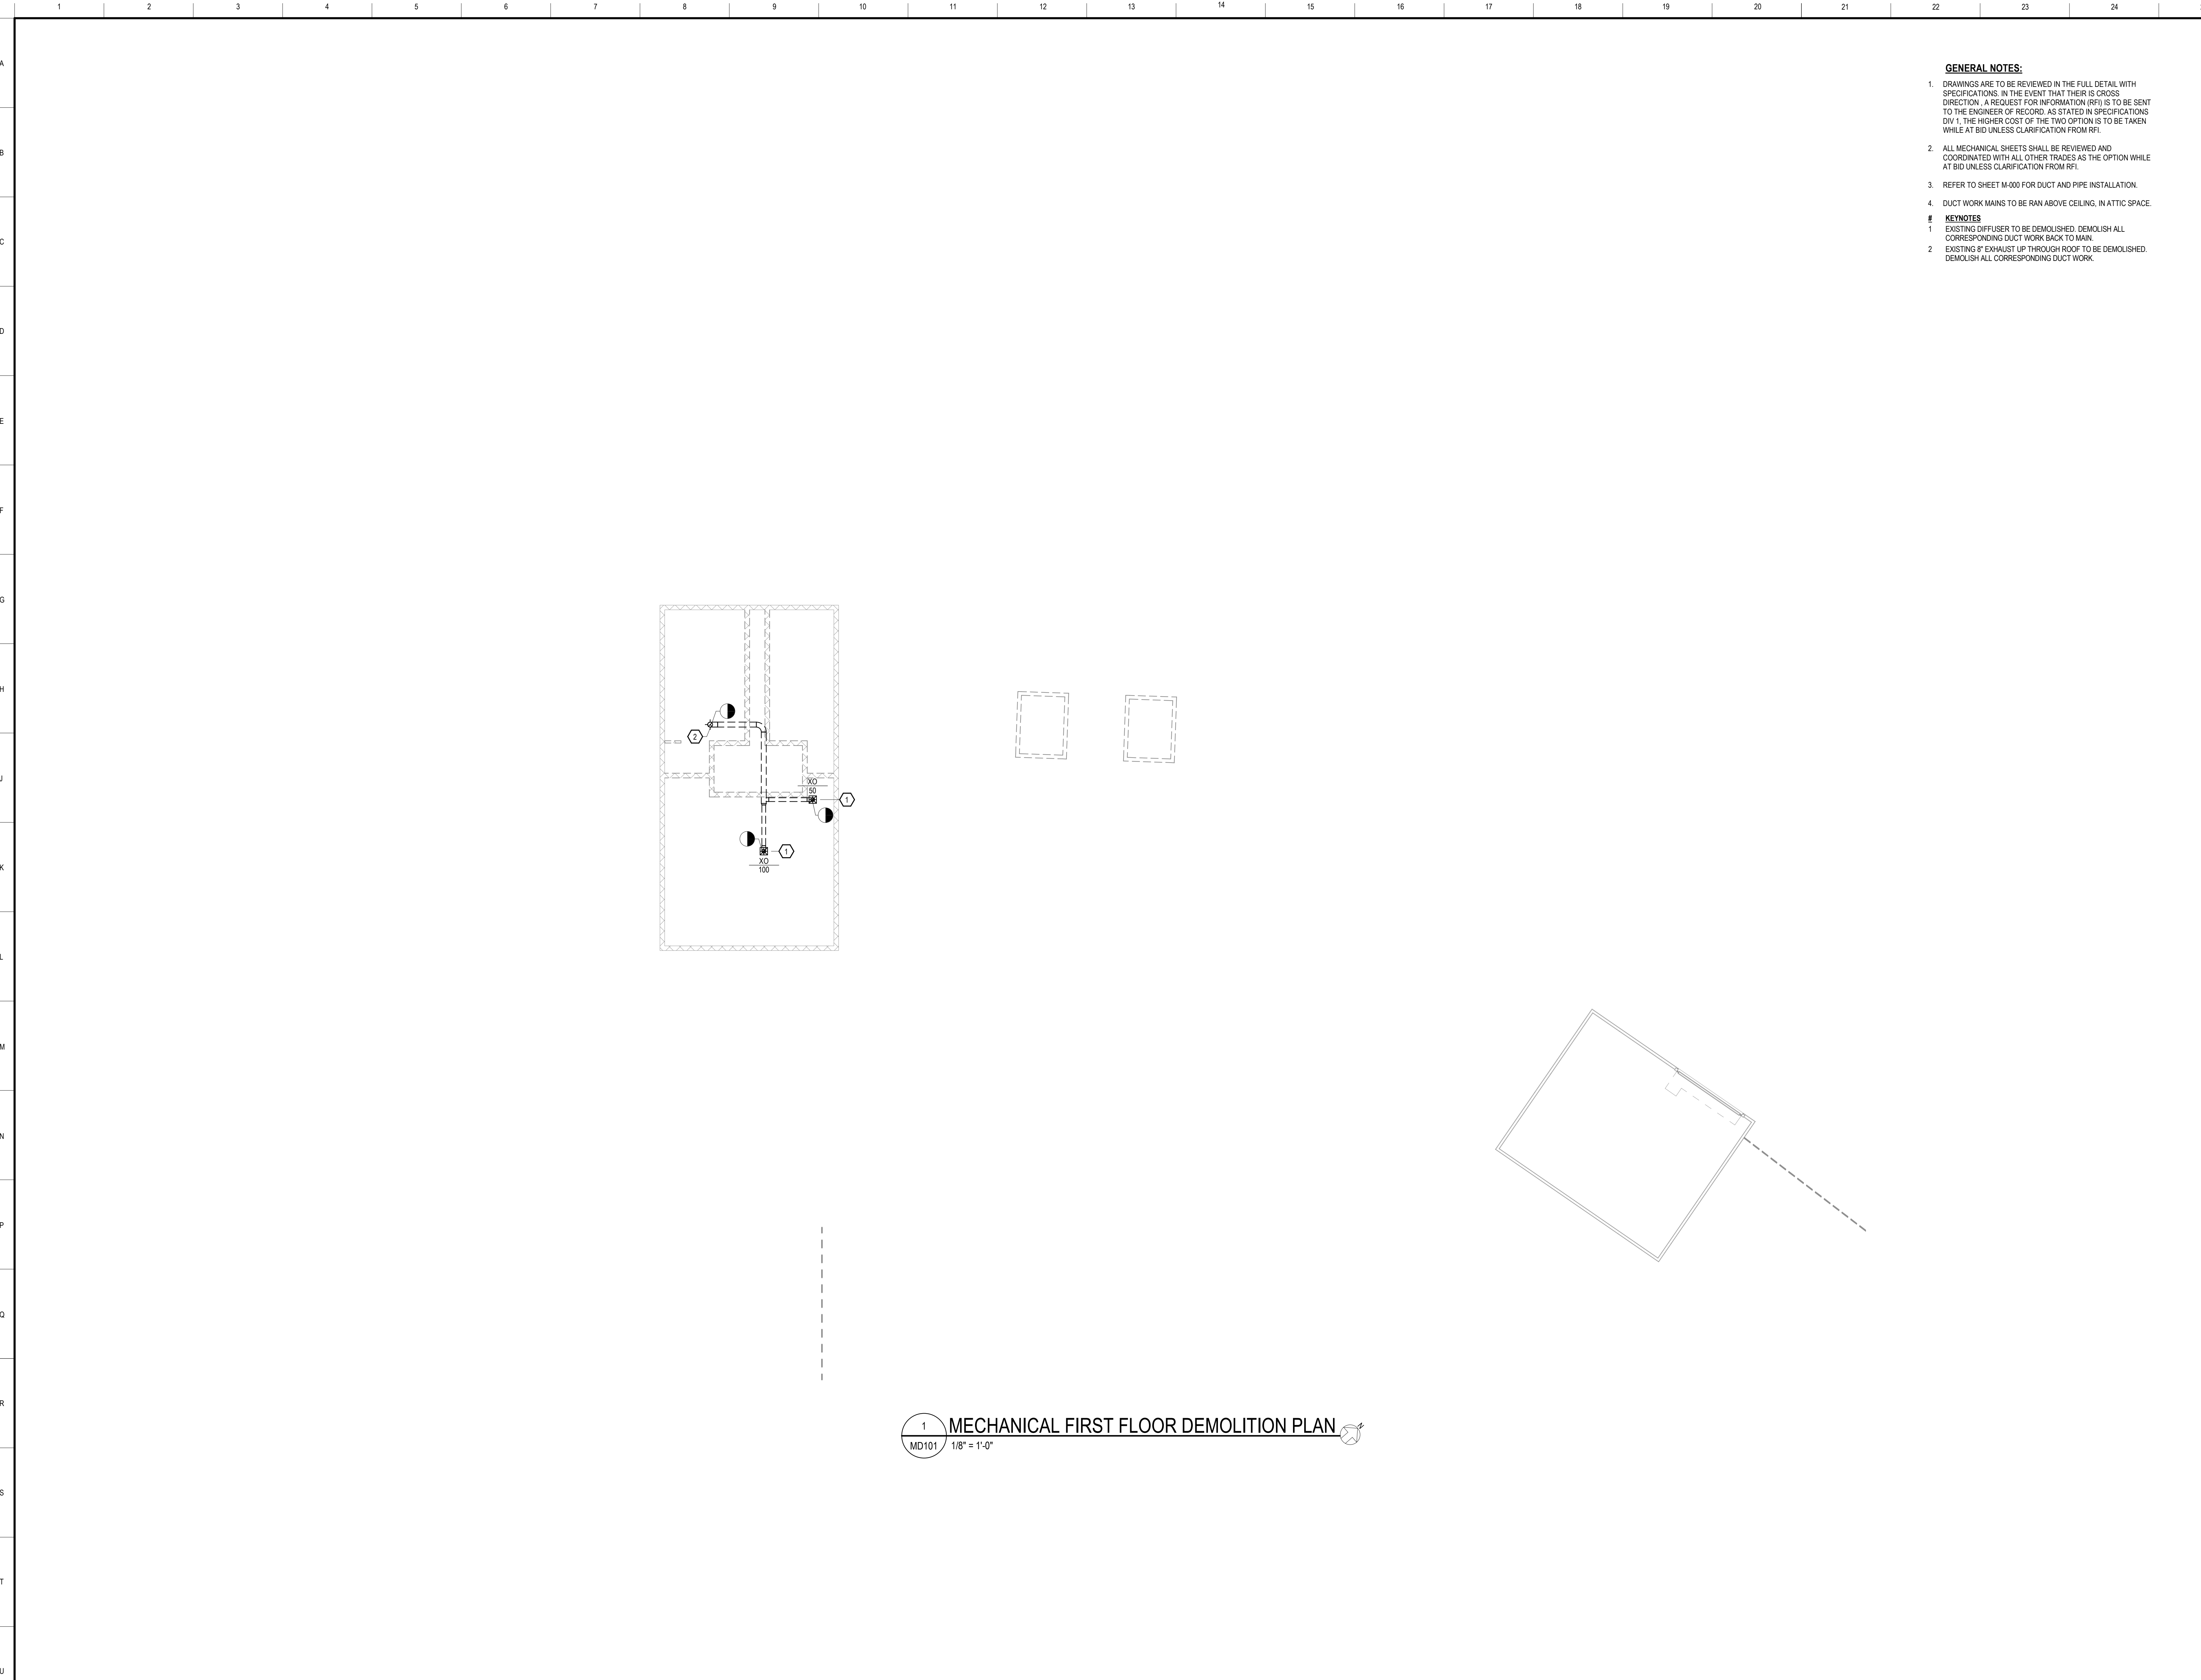 1 2 3 4 5 6 7 8 9 10 11 12 13 14 15 16 17 18 19 20 21 22 23 24
A
B
C
D
E
F
G
H
J
K
L
M
N
P
Q
R
S
T
U
GENERAL NOTES:
1. DRAWINGS ARE TO BE REVIEWED IN THE FULL DETAIL WITH
SPECIFICATIONS. IN THE EVENT THAT THEIR IS CROSS
DIRECTION , A REQUEST FOR INFORMATION (RFI) IS TO BE SENT
TO THE ENGINEER OF RECORD. AS STATED IN SPECIFICATIONS
DIV 1, THE HIGHER COST OF THE TWO OPTION IS TO BE TAKEN
WHILE AT BID UNLESS CLARIFICATION FROM RFI.
2. ALL MECHANICAL SHEETS SHALL BE REVIEWED AND
COORDINATED WITH ALL OTHER TRADES AS THE OPTION WHILE
AT BID UNLESS CLARIFICATION FROM RFI.
3. REFER TO SHEET M-000 FOR DUCT AND PIPE INSTALLATION.
4. DUCT WORK MAINS TO BE RAN ABOVE CEILING, IN ATTIC SPACE.
# KEYNOTES
1 EXISTING DIFFUSER TO BE DEMOLISHED. DEMOLISH ALL
CORRESPONDING DUCT WORK BACK TO MAIN.
2 EXISTING 8" EXHAUST UP THROUGH ROOF TO BE DEMOLISHED.
DEMOLISH ALL CORRESPONDING DUCT WORK.
2
XO
50
1
1
XO
100
1
MECHANICAL FIRST FLOOR DEMOLITION PLAN
N
MD101
1/8" = 1'-0"